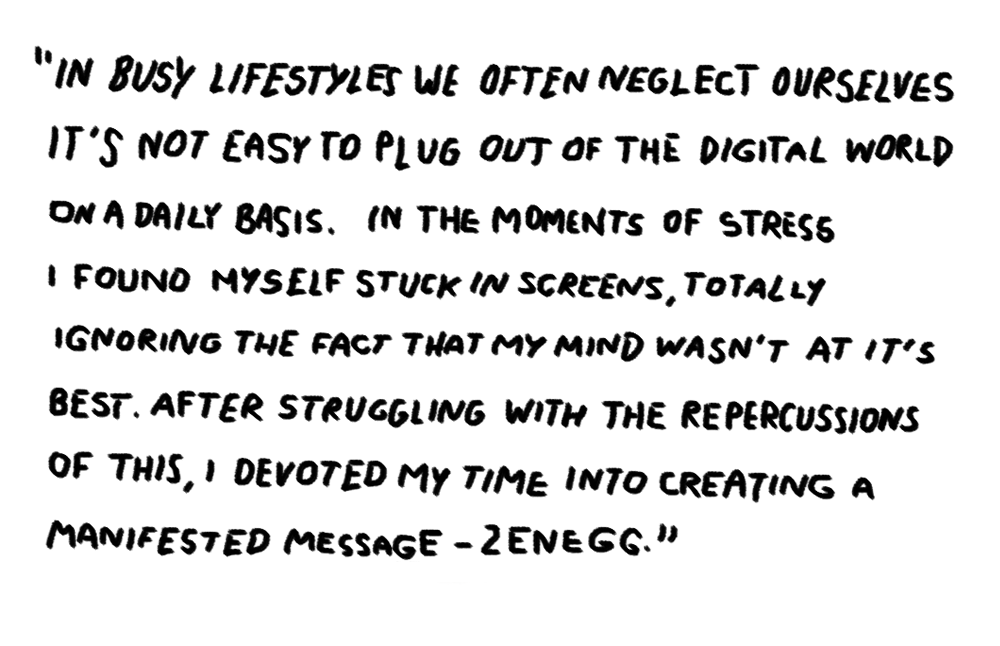 "IN BUSY LIFESTYLES WE OFTEN NEGLECT OURSELVES
IT'S NOT EASY TO PLUG OUT OF THE DIGITAL WORLD
ON A DAILY BASIS. IN THE MOMENTS OF STRESS
I FOUND MYSELF STUCK IN SCREENS, TOTALLY
IGNORING THE FACT THAT MY MIND WASN'T AT IT'S
BEST. AFTER STRUGGLING WITH THE REPERCUSSIONS
OF THIS, I DEVOTED MY TIME INTO CREATING A
MANIFESTED MESSAGE - ZENEGG."